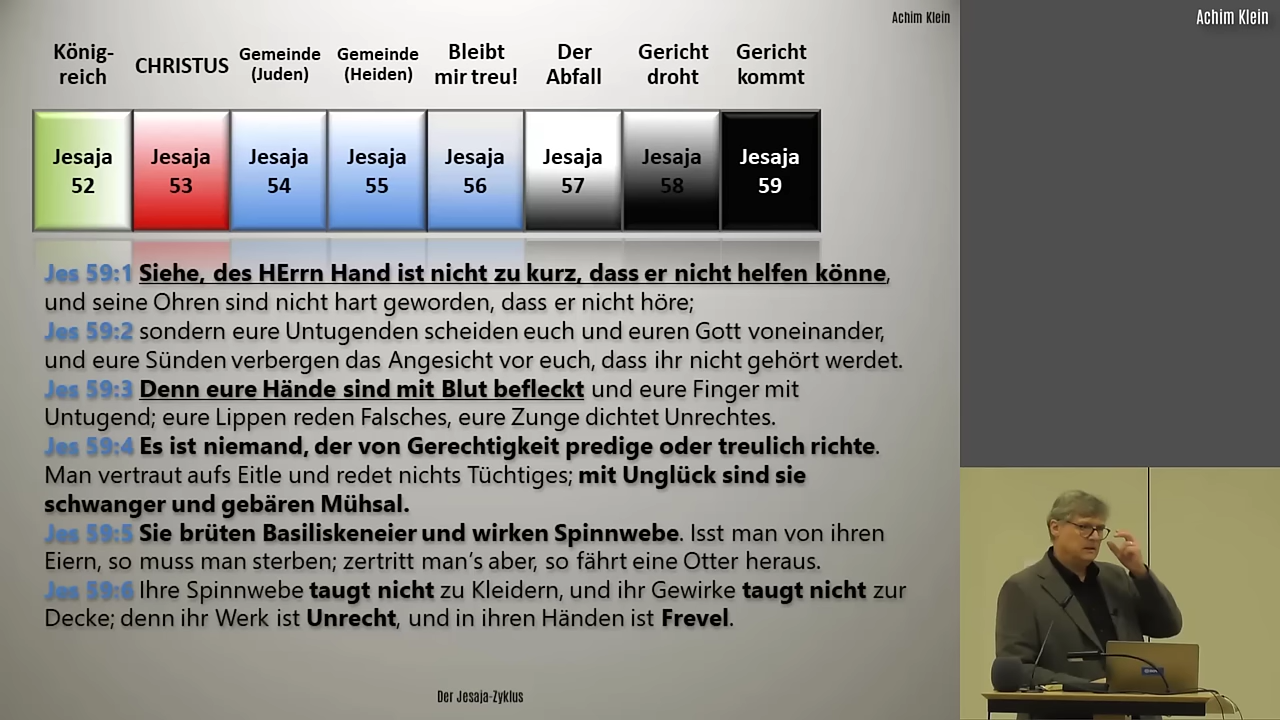 Achim Klein
Achim Klein
König-
reich
CHRISTUS
Gemeinde
(Juden)
Gemeinde
(Heiden)
Bleibt
mir treu!
Der
Abfall
Gericht
droht
Gericht
kommt
Jesaja
52
Jesaja
53
Jesaja
54
Jesaja
55
Jesaja
56
Jesaja
57
Jesaja
58
Jesaja
59
Jes 59:1 Siehe, des HErrn Hand ist nicht zu kurz, dass er nicht helfen könne,
und seine Ohren sind nicht hart geworden, dass er nicht höre;
Jes 59:2 sondern eure Untugenden scheiden euch und euren Gott voneinander,
und eure Sünden verbergen das Angesicht vor euch, dass ihr nicht gehört werdet.
Jes 59:3 Denn eure Hände sind mit Blut befleckt und eure Finger mit
Untugend; eure Lippen reden Falsches, eure Zunge dichtet Unrechtes.
Jes 59:4 Es ist niemand, der von Gerechtigkeit predige oder treulich richte.
Man vertraut aufs Eitle und redet nichts Tüchtiges; mit Unglück sind sie
schwanger und gebären Mühsal.
Jes 59:5 Sie brüten Basiliskeneier und wirken Spinnwebe. Isst man von ihren
Eiern, so muss man sterben; zertritt man's aber, so fährt eine Otter heraus.
Jes 59:6 Ihre Spinnwebe taugt nicht zu Kleidern, und ihr Gewirke taugt nicht zur
Decke; denn ihr Werk ist Unrecht, und in ihren Händen ist Frevel.
Der Jesaja-Zyklus